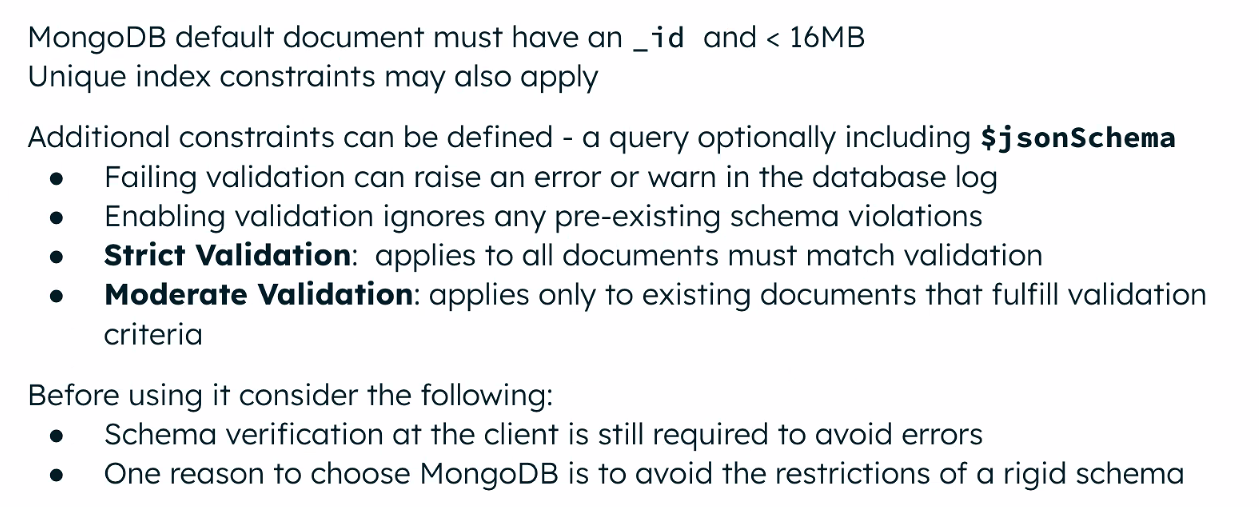 MongoDB default document must have an _id and < 16MB
Unique index constraints may also apply
Additional constraints can be defined - a query optionally including $jsonSchema
● Failing validation can raise an error or warn in the database log
● Enabling validation ignores any pre-existing schema violations
● Strict Validation: applies to all documents must match validation
● Moderate Validation: applies only to existing documents that fulfill validation
criteria
Before using it consider the following:
● Schema verification at the client is still required to avoid errors
● One reason to choose MongoDB is to avoid the restrictions of a rigid schema